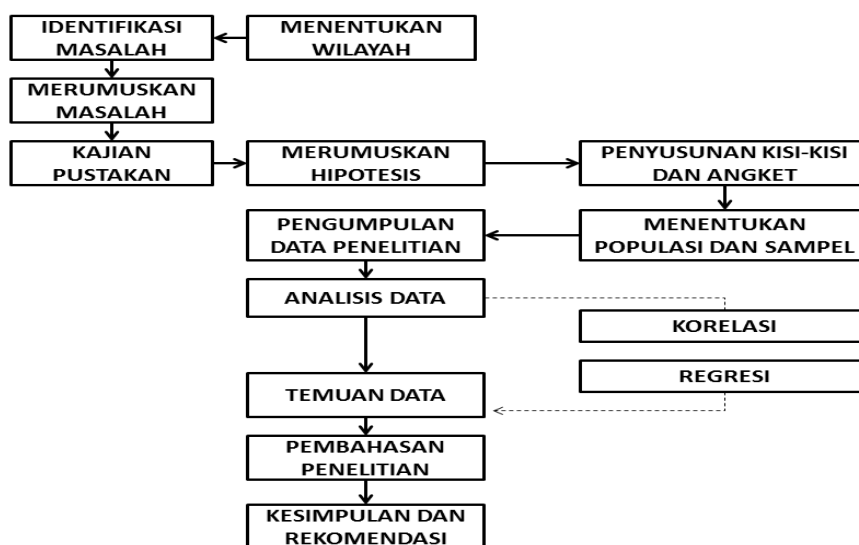 IDENTIFIKASI
MASALAH
MENENTUKAN
WILAYAH
MERUMUSKAN
MASALAH
KAJIAN
PUSTAKAN
MERUMUSKAN
HIPOTESIS
PENYUSUNAN KISI-KISI
DAN ANGKET
PENGUMPULAN
DATA PENELITIAN
MENENTUKAN
POPULASI DAN SAMPEL
ANALISIS DATA
KORELASI
REGRESI
TEMUAN DATA
PEMBAHASAN
PENELITIAN
KESIMPULAN DAN
REKOMENDASI